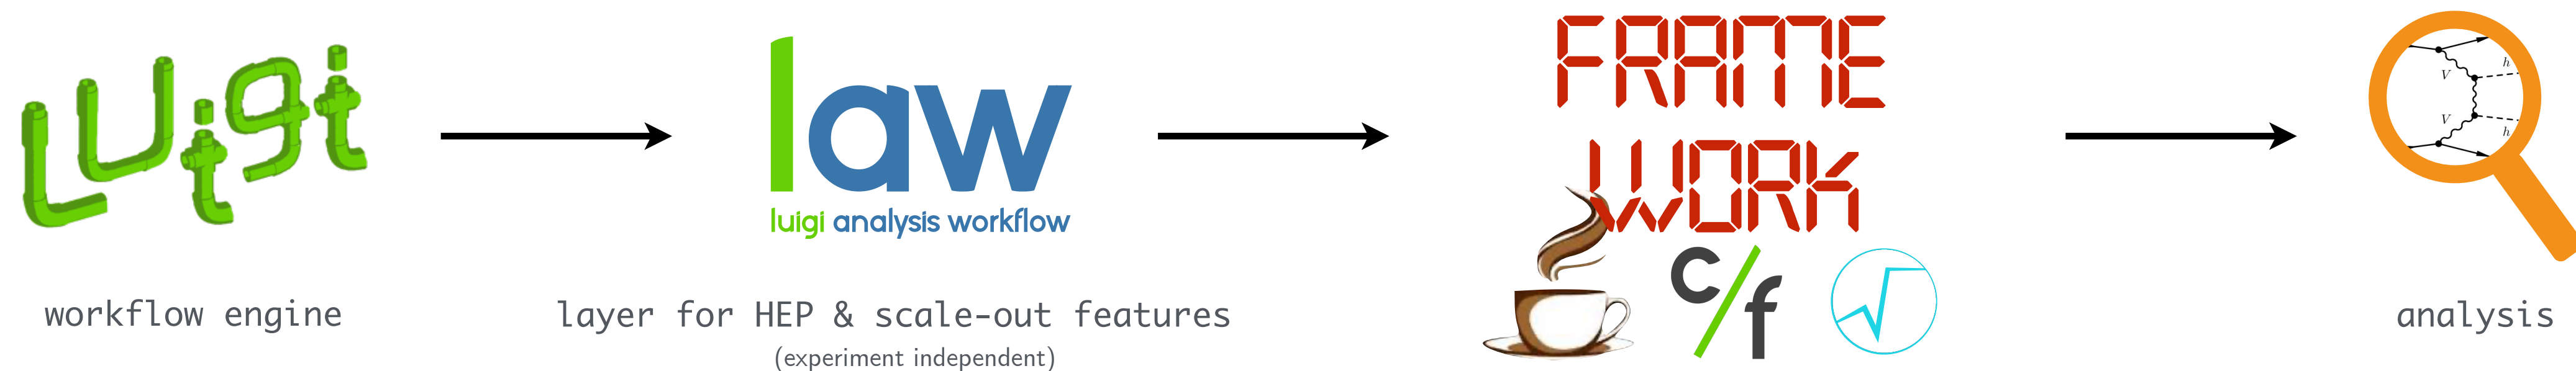 Luigi
workflow engine
law
luigi analysis workflow
layer for HEP & scale-out features
(experiment independent)
FRAME
WORK
c/f
V
h
V
h
analysis